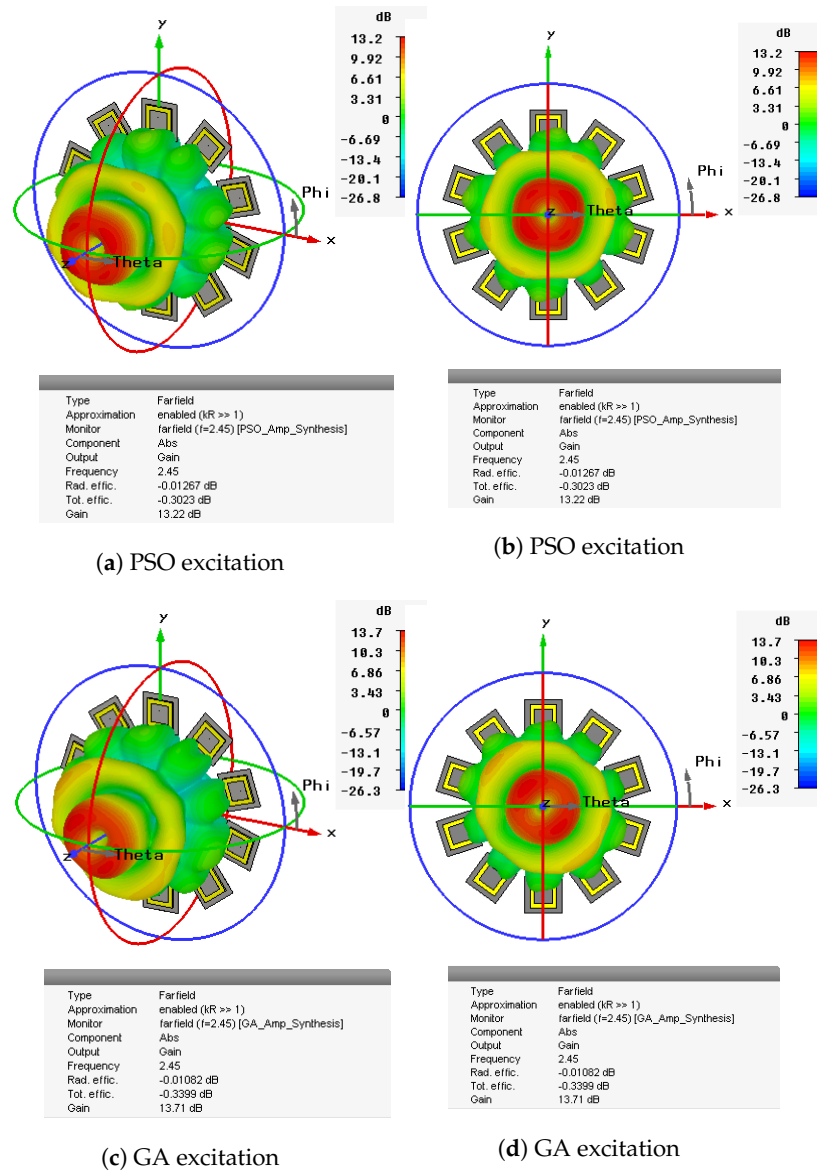 dB
13.2
9.92
6.61
3.31
0
-6.69
-13.4
-20.1
-26.8
y
Phi
x
z
Theta
Type Farfield
Approximation enabled (kR >> 1)
Monitor farfield (f=2.45) [PSO_Amp_Synthesis]
Component Abs
Output Gain
Frequency 2.45
Rad. effic. -0.01267 dB
Tot. effic. -0.3023 dB
Gain 13.22 dB
(a) PSO excitation
dB
13.2
9.92
6.61
3.31
0
-6.69
-13.4
-20.1
-26.8
y
Phi
z
Theta
x
Type Farfield
Approximation enabled (kR >> 1)
Monitor farfield (f=2.45) [PSO_Amp_Synthesis]
Component Abs
Output Gain
Frequency 2.45
Rad. effic. -0.01267 dB
Tot. effic. -0.3023 dB
Gain 13.22 dB
(b) PSO excitation
dB
13.7
10.3
6.86
3.43
0
-6.57
-13.1
-19.7
-26.3
y
Phi
x
z
Theta
Type Farfield
Approximation enabled (kR >> 1)
Monitor farfield (f=2.45) [GA_Amp_Synthesis]
Component Abs
Output Gain
Frequency 2.45
Rad. effic. -0.01082 dB
Tot. effic. -0.3399 dB
Gain 13.71 dB
(c) GA excitation
dB
13.7
10.3
6.86
3.43
0
-6.57
-13.1
-19.7
-26.3
y
Phi
z
Theta
x
Type Farfield
Approximation enabled (kR >> 1)
Monitor farfield (f=2.45) [GA_Amp_Synthesis]
Component Abs
Output Gain
Frequency 2.45
Rad. effic. -0.01082 dB
Tot. effic. -0.3399 dB
Gain 13.71 dB
(d) GA excitation